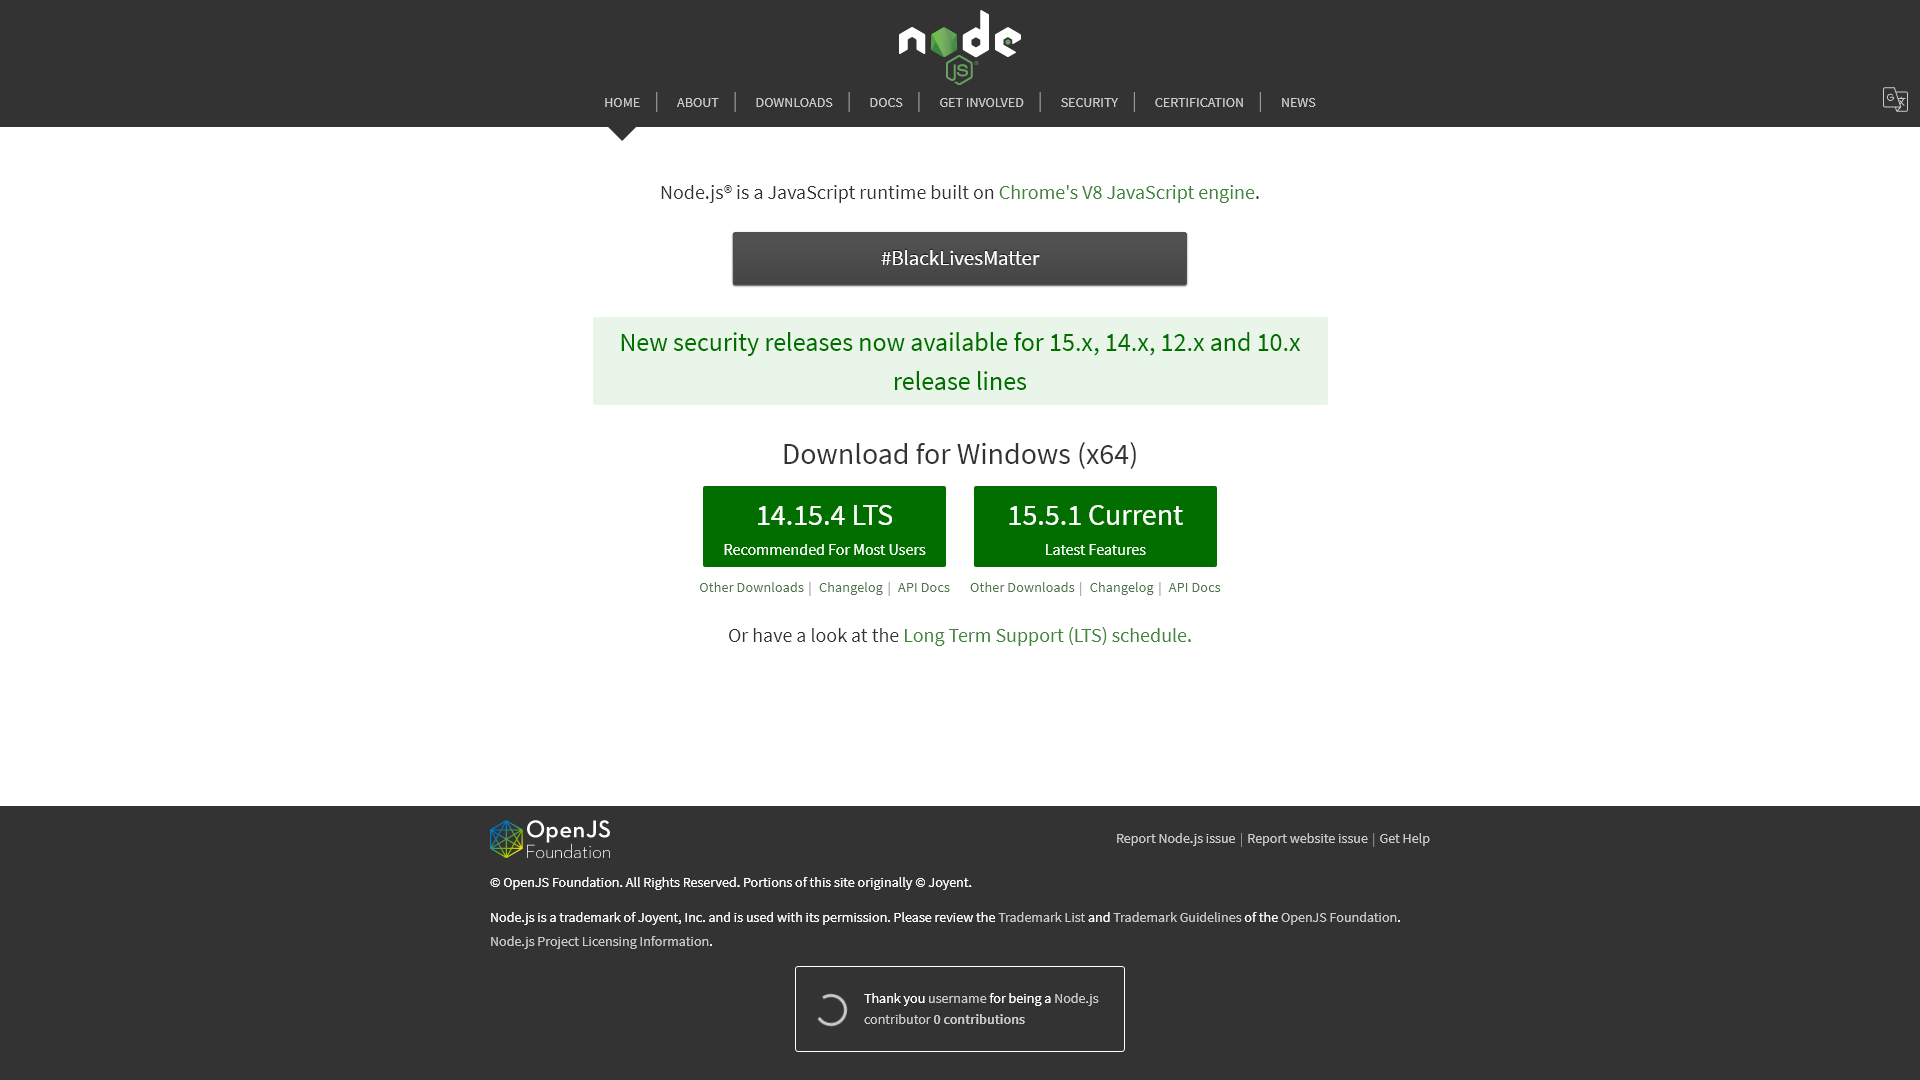 node
JS
HOME | ABOUT | DOWNLOADS | DOCS | GET INVOLVED | SECURITY | CERTIFICATION | NEWS
Node.js® is a JavaScript runtime built on Chrome's V8 JavaScript engine.
#BlackLivesMatter
New security releases now available for 15.x, 14.x, 12.x and 10.x
release lines
Download for Windows (x64)
14.15.4 LTS
Recommended For Most Users
15.5.1 Current
Latest Features
Other Downloads | Changelog | API Docs
Other Downloads | Changelog | API Docs
Or have a look at the Long Term Support (LTS) schedule.
OpenJS
Foundation
Report Node.js issue | Report website issue | Get Help
© OpenJS Foundation. All Rights Reserved. Portions of this site originally © Joyent.
Node.js is a trademark of Joyent, Inc. and is used with its permission. Please review the Trademark List and Trademark Guidelines of the OpenJS Foundation.
Node.js Project Licensing Information.
Thank you username for being a Node.js
contributor 0 contributions